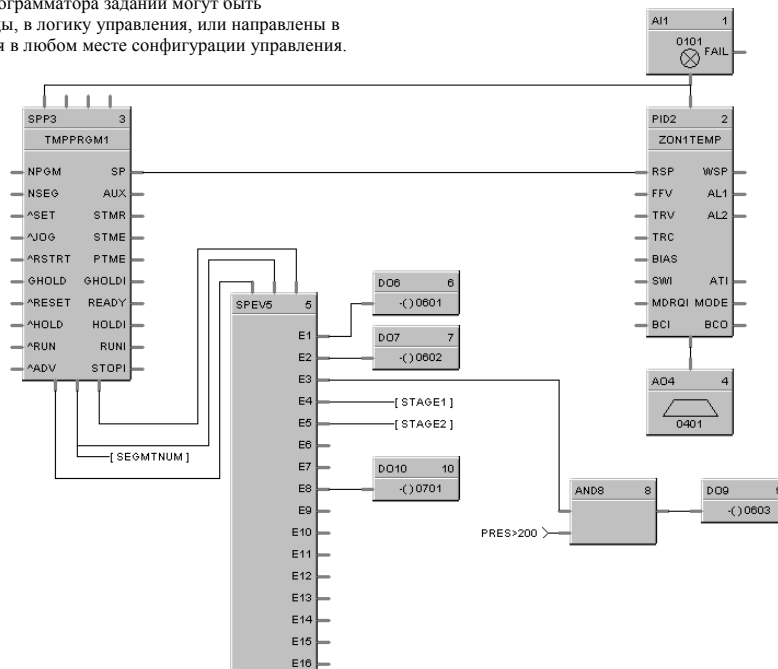 ограмматора заданий могут быть
ды, в логику управления, или направлены в
я в любом месте сонфигурации управления.
AI1 1
0101
FAIL
SPP3 3
TMPPRGM1
NPGM SP
NSEG AUX
^SET STMR
^JOG STME
^RSTRT PTME
GHOLD GHOLDI
^RESET READY
^HOLD HOLDI
^RUN RUNI
^ADV STOPI
PID2 2
ZON1TEMP
RSP WSP
FFV AL1
TRV AL2
TRC
BIAS
SWI ATI
MDRQI MODE
BCI BCO
AO4 4
0401
SPEV5 5
E1
E2
E3
E4
E5
E6
E7
E8
E9
E10
E11
E12
E13
E14
E15
E16
DO6 6
-( ) 0601
DO7 7
-( ) 0602
[ STAGE1 ]
[ STAGE2 ]
[ SEGMTNUM ]
DO10 10
-( ) 0701
AND8 8
PRES>200
DO9
-( ) 0603